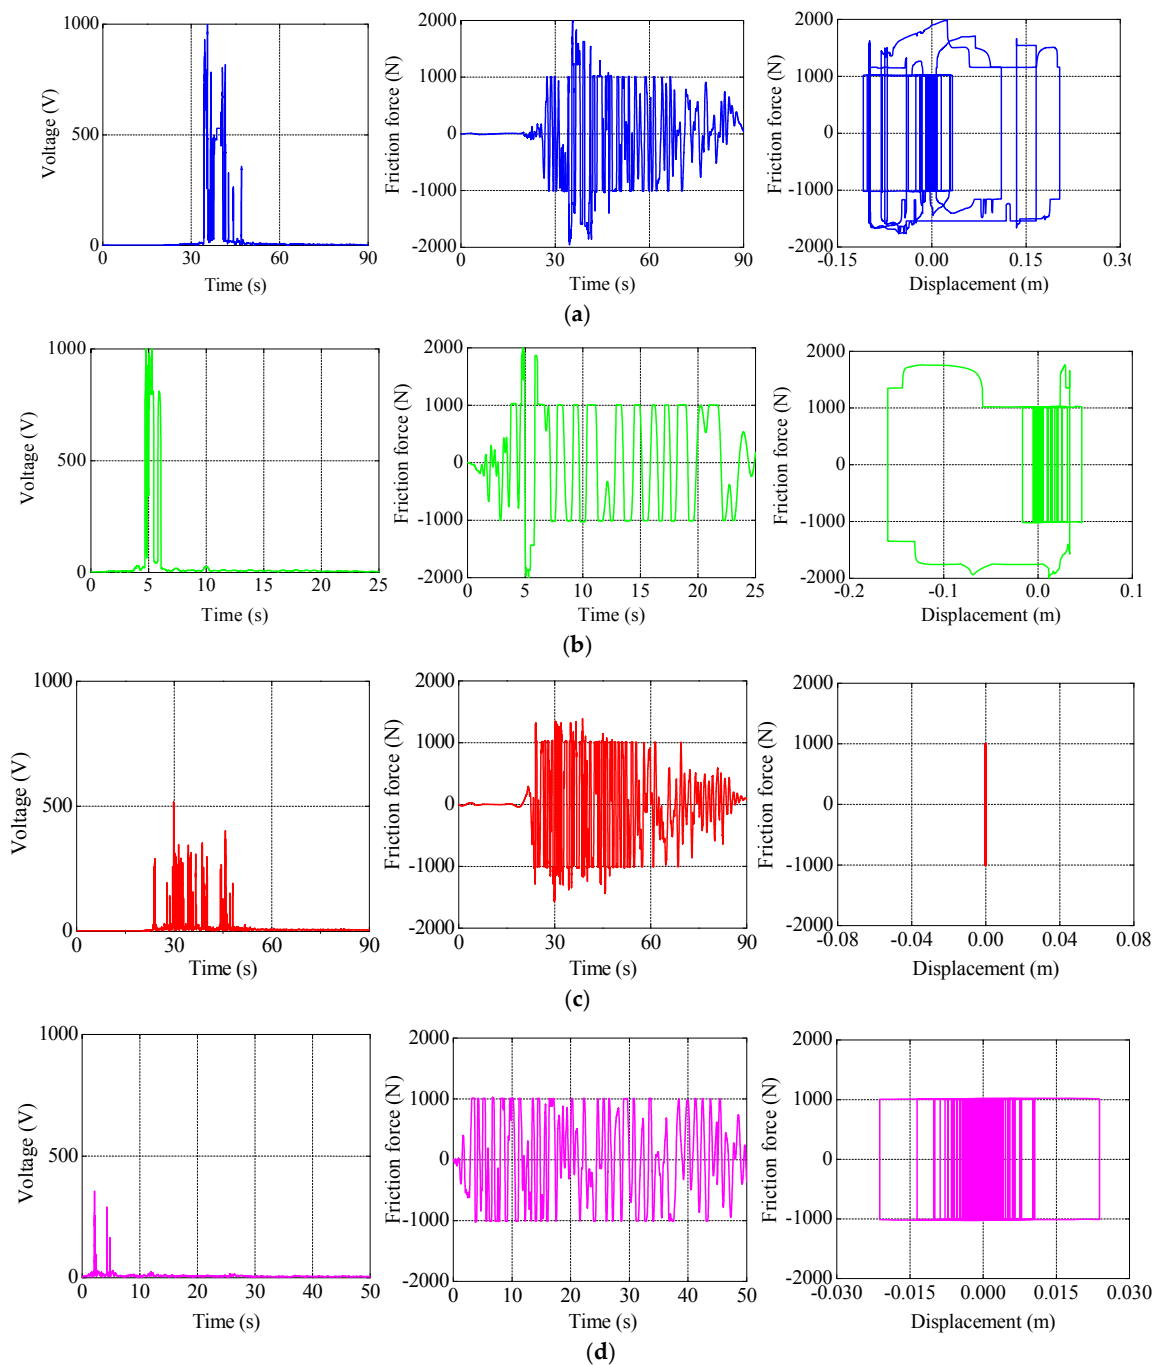 1000
500
0
Voltage (V)
0 30 60 90
Time (s)
2000
1000
0
-1000
-2000
Friction force (N)
0 30 60 90
Time (s)
2000
1000
0
-1000
-2000
Friction force (N)
-0.15 0.00 0.15 0.30
Displacement (m)
(a)
1000
500
0
Voltage (V)
0 5 10 15 20 25
Time (s)
2000
1000
0
-1000
-2000
Friction force (N)
0 5 10 15 20 25
Time (s)
2000
1000
0
-1000
-2000
Friction force (N)
-0.2 -0.1 0.0 0.1
Displacement (m)
(b)
1000
500
0
Voltage (V)
0 30 60 90
Time (s)
2000
1000
0
-1000
-2000
Friction force (N)
0 30 60 90
Time (s)
2000
1000
0
-1000
-2000
Friction force (N)
-0.08 -0.04 0.00 0.04 0.08
Displacement (m)
(c)
1000
500
0
Voltage (V)
0 10 20 30 40 50
Time (s)
2000
1000
0
-1000
-2000
Friction force (N)
0 10 20 30 40 50
Time (s)
2000
1000
0
-1000
-2000
Friction force (N)
-0.030 -0.015 0.000 0.015 0.030
Displacement (m)
(d)